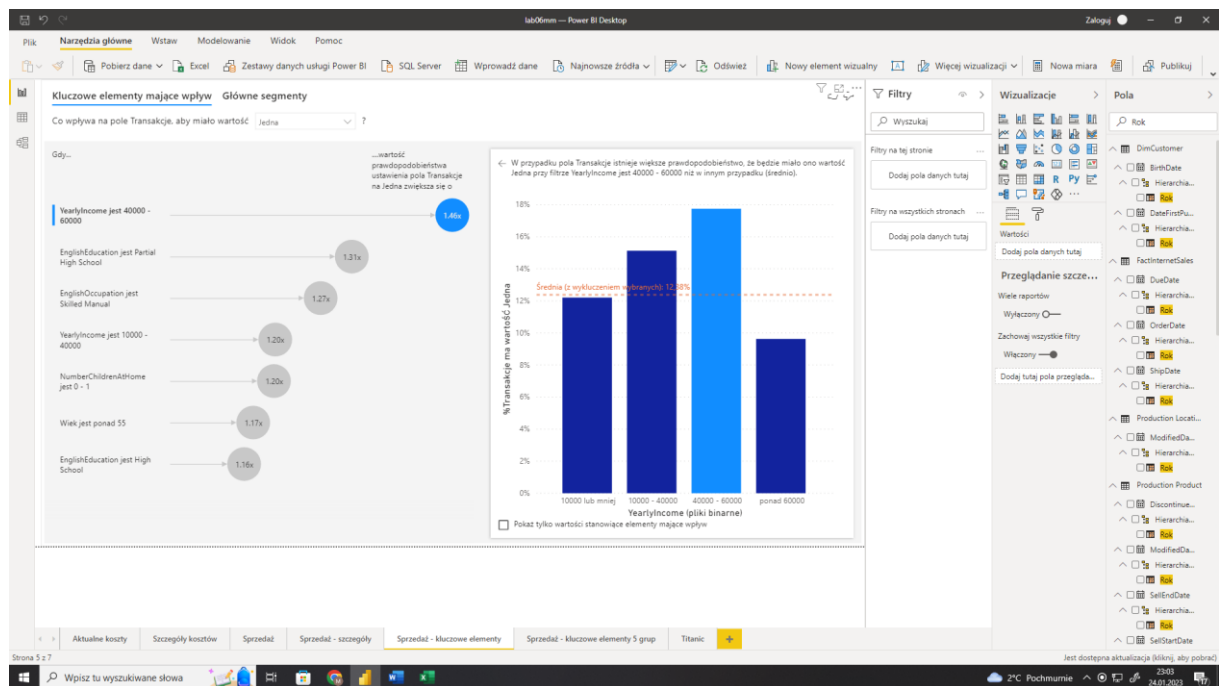 lab06mm — Power BI Desktop
Zaloguj
Plik Narzędzia główne Wstaw Modelowanie Widok Pomoc
Pobierz dane Excel Zestawy danych usługi Power BI SQL Server Wprowadź dane Najnowsze źródła Odśwież Nowy element wizualny Więcej wizualizacji Nowa miara Publikuj
Kluczowe elementy mające wpływ Główne segmenty
Co wpływa na pole Transakcje, aby miało wartość Jedna ?
Gdy...
...wartość
prawdopodobieństwa
ustawienia pola Transakcje
na Jedna zwiększa się o
YearlyIncome jest 40000 -
60000
1.46x
EnglishEducation jest Partial
High School
1.31x
EnglishOccupation jest
Skilled Manual
1.27x
YearlyIncome jest 10000 -
40000
1.20x
NumberChildrenAtHome
jest 0 - 1
1.20x
Wiek jest ponad 55
1.17x
EnglishEducation jest High
School
1.16x
W przypadku pola Transakcje istnieje większe prawdopodobieństwo, że będzie miało ono wartość
Jedna przy filtrze YearlyIncome jest 40000 - 60000 niż w innym przypadku (średnio).
18%
16%
14%
Średnia (z wykluczeniem wybranych): 12,38%
12%
10%
8%
6%
4%
2%
0%
%Transakcje ma wartość Jedna
10000 lub mniej 10000 - 40000 40000 - 60000 ponad 60000
YearlyIncome (pliki binarne)
Pokaż tylko wartości stanowiące elementy mające wpływ
Filtry
Wyszukaj
Filtry na tej stronie ...
Dodaj pola danych tutaj
Filtry na wszystkich stronach ...
Dodaj pola danych tutaj
Wizualizacje
R Py
Wartości
Dodaj pola danych tutaj
Przeglądanie szcze...
Wiele raportów
Wyłączony
Zachowaj wszystkie filtry
Włączony
Dodaj tutaj pola przegląda...
Pola
Rok
DimCustomer
BirthDate
Hierarchia...
Rok
DateFirstPu...
Hierarchia...
Rok
FactInternetSales
DueDate
Hierarchia...
Rok
OrderDate
Hierarchia...
Rok
ShipDate
Hierarchia...
Rok
Production Locati...
ModifiedDa...
Hierarchia...
Rok
Production Product
Discontinue...
Hierarchia...
Rok
ModifiedDa...
Hierarchia...
Rok
SellEndDate
Hierarchia...
Rok
SellStartDate
Aktualne koszty Szczegóły kosztów Sprzedaż Sprzedaż - szczegóły Sprzedaż - kluczowe elementy Sprzedaż - kluczowe elementy 5 grup Titanic +
Strona 5 z 7
Jest dostępna aktualizacja (kliknij, aby pobrać)
Wpisz tu wyszukiwane słowa
2°C Pochmurnie
23:03
24.01.2023